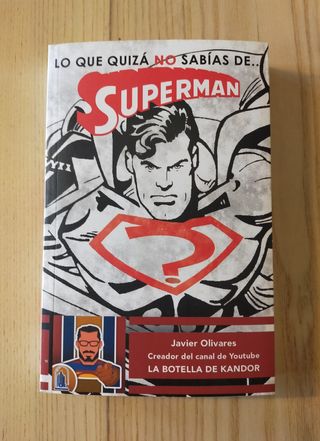 LO QUE QUIZÁ NO SABÍAS DE..
SUPERMAN
?
Javier Olivares
Creador del canal de Youtube
LA BOTELLA DE KANDOR